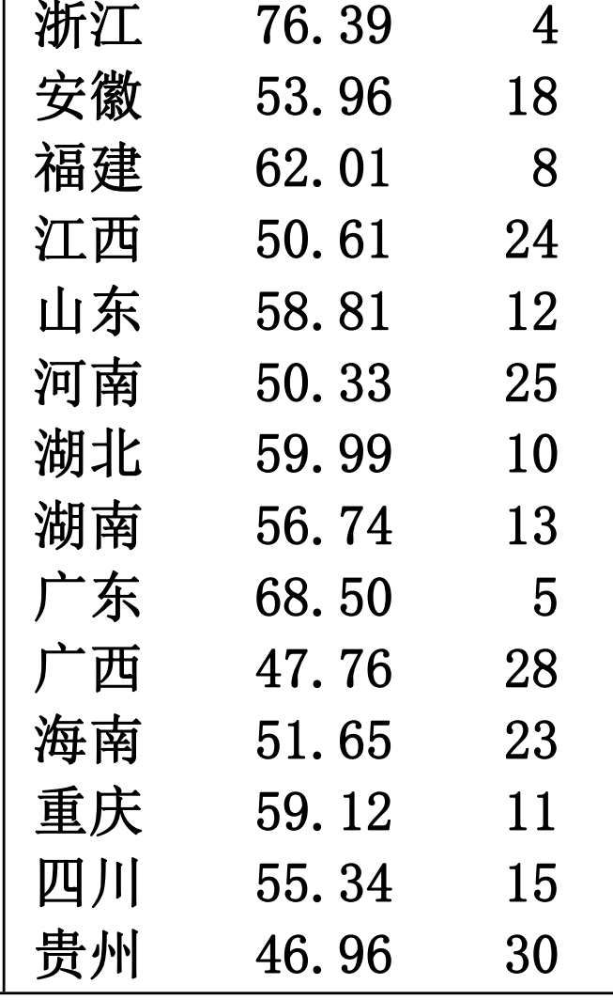 浙江 76.39 4
安徽 53.96 18
福建 62.01 8
江西 50.61 24
山东 58.81 12
河南 50.33 25
湖北 59.99 10
湖南 56.74 13
广东 68.50 5
广西 47.76 28
海南 51.65 23
重庆 59.12 11
四川 55.34 15
贵州 46.96 30